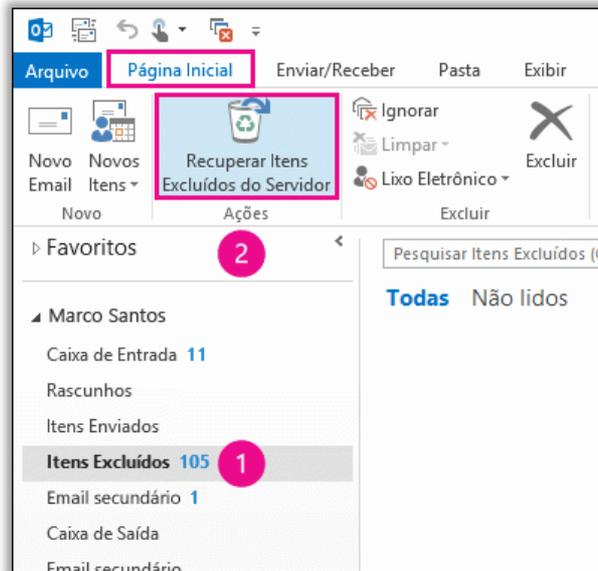 Arquivo Página Inicial Enviar/Receber Pasta Exibir
Novo Email
Novos Itens
Recuperar Itens
Excluídos do Servidor
Ignorar
Limpar
Lixo Eletrônico
Excluir
Novo Ações Excluir
Favoritos
2
Pesquisar Itens Excluídos (
Todas Não lidos
Marco Santos
Caixa de Entrada 11
Rascunhos
Itens Enviados
Itens Excluídos 105
1
Email secundário 1
Caixa de Saída
Email secundário